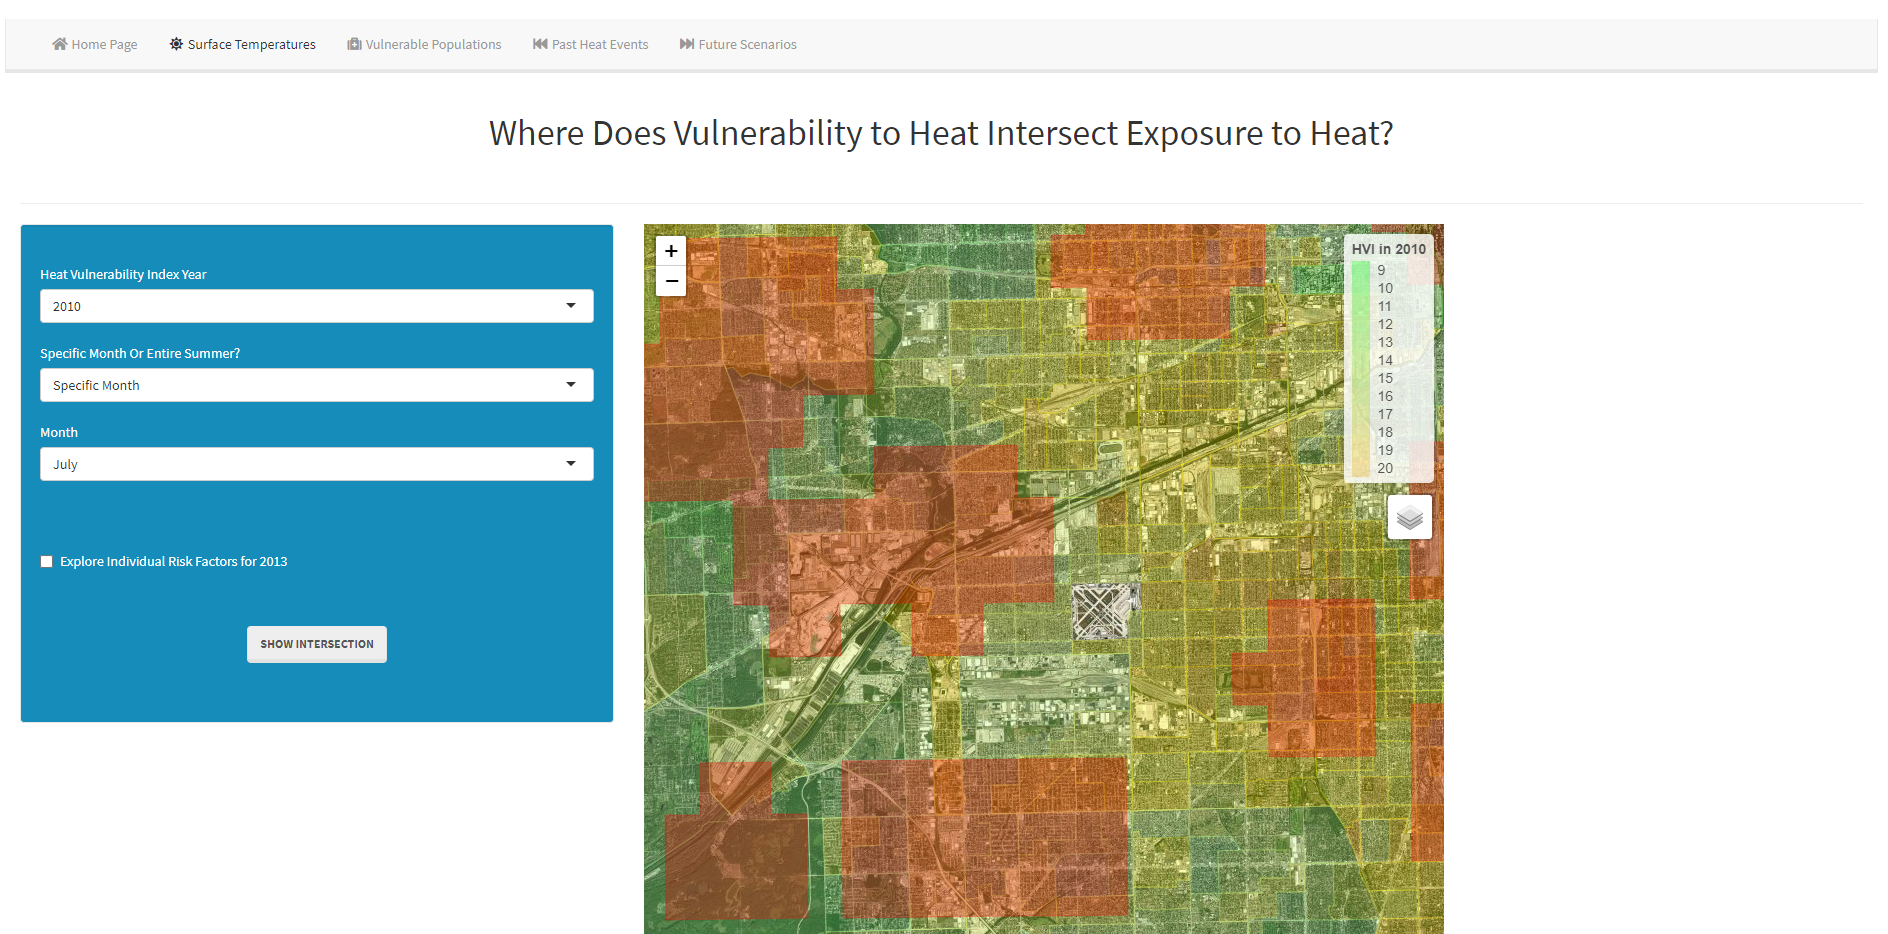 Home Page
Surface Temperatures
Vulnerable Populations
Past Heat Events
Future Scenarios
Where Does Vulnerability to Heat Intersect Exposure to Heat?
Heat Vulnerability Index Year
2010
Specific Month Or Entire Summer?
Specific Month
Month
July
Explore Individual Risk Factors for 2013
SHOW INTERSECTION
+
−
HVI in 2010
9
10
11
12
13
14
15
16
17
18
19
20